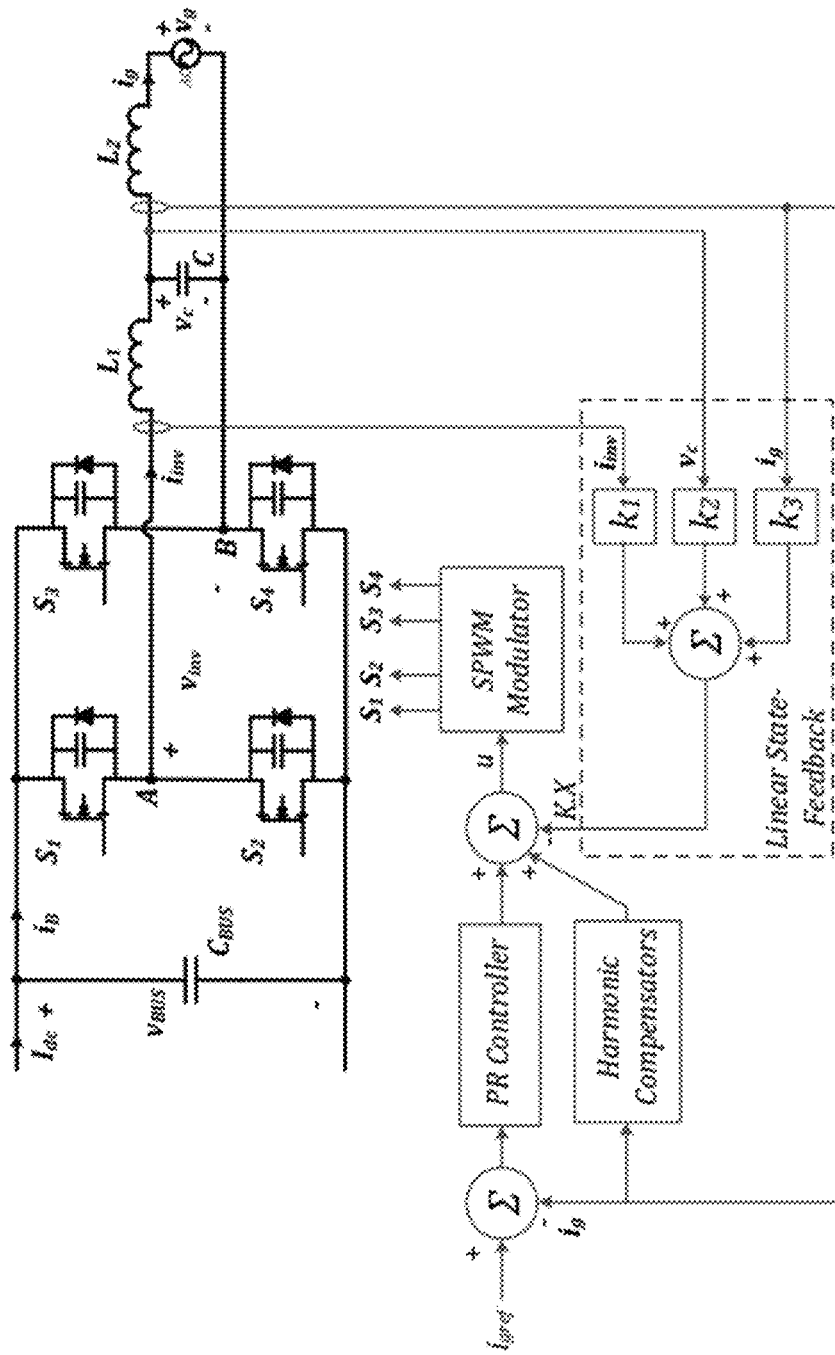 I_dc
+
i_B
v_BUS
C_BUS
-
S_1
S_2
A
+
v_inv
-
S_3
S_4
B
i_inv
L_1
+
v_c
-
C
L_2
i_g
+
v_g
-
S_1 S_2 S_3 S_4
SPWM
Modulator
u
i_gref
+
Σ
-
i_g
PR Controller
Harmonic
Compensators
+
+
-
Σ
K.X
i_inv
v_c
i_g
k_1
k_2
k_3
+
+
+
Σ
Linear State-
Feedback